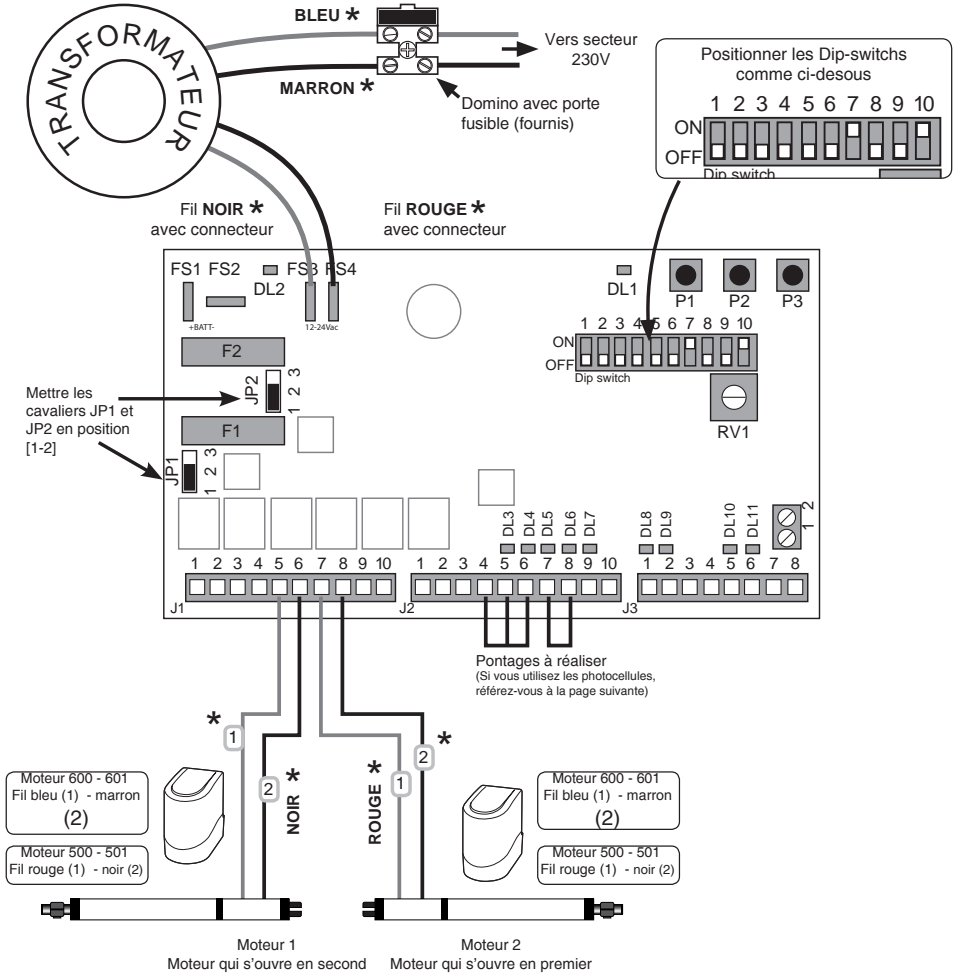 TRANSFORMATEUR
BLEU *
MARRON *
Vers secteur
230V
Domino avec porte
fusible (fournis)
Positionner les Dip-switchs
comme ci-desous
1 2 3 4 5 6 7 8 9 10
ON
OFF
Dip switch
Fil NOIR *
avec connecteur
Fil ROUGE *
avec connecteur
FS1 FS2 DL2 FS3 FS4
+BATT-
12-24Vac
DL1 P1 P2 P3
1 2 3 4 5 6 7 8 9 10
ON
OFF
Dip switch
RV1
F2
JP2
1 2 3
F1
JP1
1 2 3
Mettre les
cavaliers JP1 et
JP2 en position
[1-2]
DL3 DL4 DL5 DL6 DL7
DL8 DL9 DL10 DL11
1 2
1 2 3 4 5 6 7 8 9 10
J1
1 2 3 4 5 6 7 8 9 10
J2
1 2 3 4 5 6 7 8
J3
Pontages à réaliser
(Si vous utilisez les photocellules,
référez-vous à la page suivante)
* 1
2 NOIR *
ROUGE * 1
2 *
Moteur 600 - 601
Fil bleu (1) - marron
(2)
Moteur 500 - 501
Fil rouge (1) - noir (2)
Moteur 600 - 601
Fil bleu (1) - marron
(2)
Moteur 500 - 501
Fil rouge (1) - noir (2)
Moteur 1
Moteur qui s'ouvre en second
Moteur 2
Moteur qui s'ouvre en premier